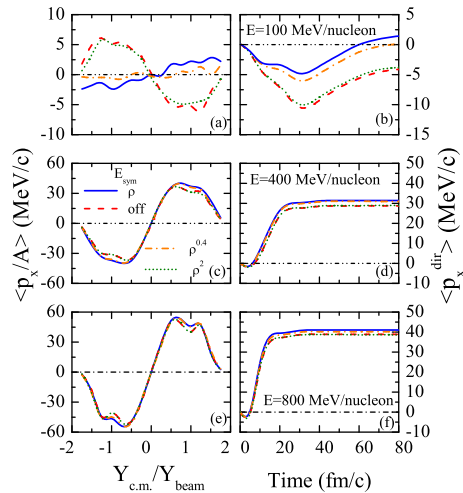 10
5
0
-5
-10
(a)
E=100 MeV/nucleon
(b)
5
0
-5
-10
-15
<p_x/A> (MeV/c)
60
30
0
-30
-60
E_sym
ρ
off
ρ^0.4
ρ^2
(c)
E=400 MeV/nucleon
(d)
50
40
30
20
10
0
-10
<p_x^dir> (MeV/c)
60
30
0
-30
-60
(e)
E=800 MeV/nucleon
(f)
50
40
30
20
10
0
-10
-2 -1 0 1 2
0 20 40 60 80
Y_c.m./Y_beam
Time (fm/c)